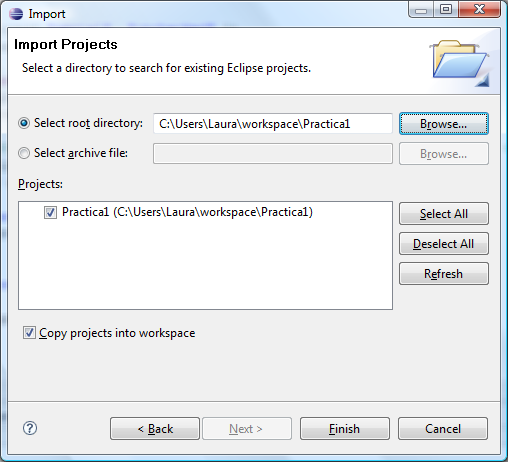 Import
Import Projects
Select a directory to search for existing Eclipse projects.
Select root directory: C:\Users\Laura\workspace\Practica1 Browse...
Select archive file: Browse...
Projects:
Practica1 (C:\Users\Laura\workspace\Practica1)
Select All
Deselect All
Refresh
Copy projects into workspace
? < Back Next > Finish Cancel